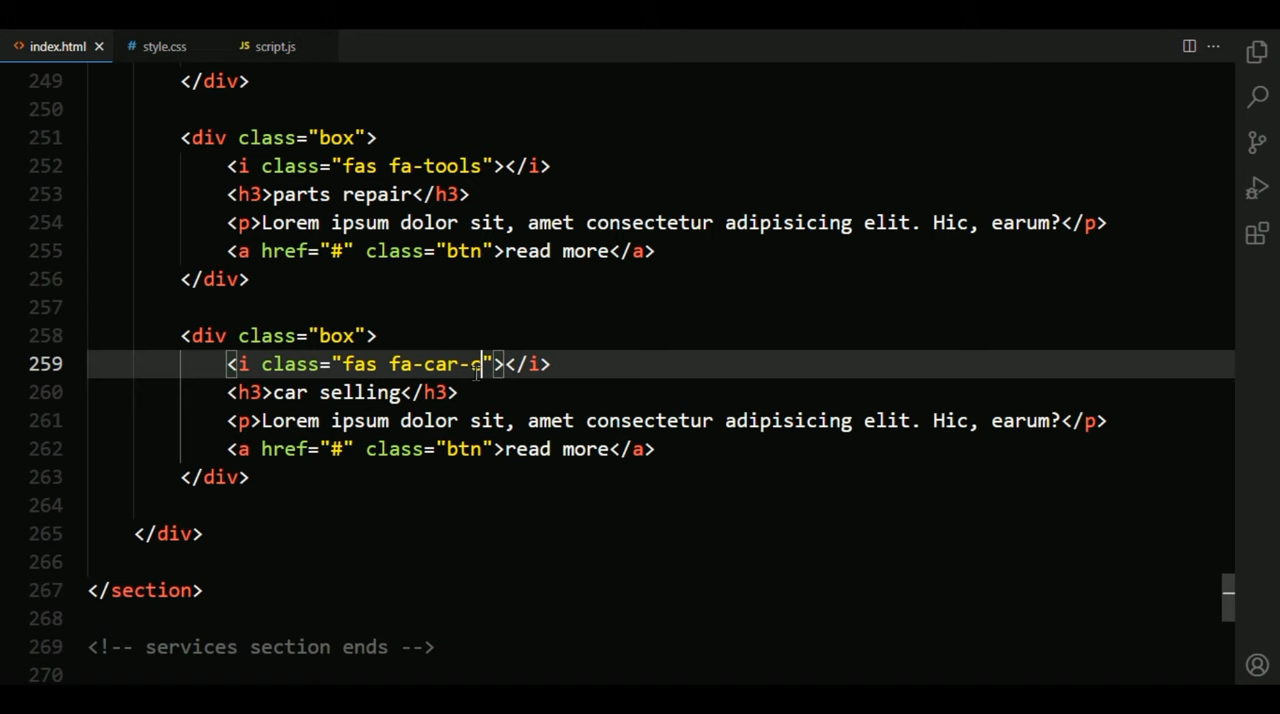 index.html × # style.css JS script.js
249 </div>
250
251 <div class="box">
252 <i class="fas fa-tools"></i>
253 <h3>parts repair</h3>
254 <p>Lorem ipsum dolor sit, amet consectetur adipisicing elit. Hic, earum?</p>
255 <a href="#" class="btn">read more</a>
256 </div>
257
258 <div class="box">
259 <i class="fas fa-car-c"></i>
260 <h3>car selling</h3>
261 <p>Lorem ipsum dolor sit, amet consectetur adipisicing elit. Hic, earum?</p>
262 <a href="#" class="btn">read more</a>
263 </div>
264
265 </div>
266
267 </section>
268
269 <!-- services section ends -->
270